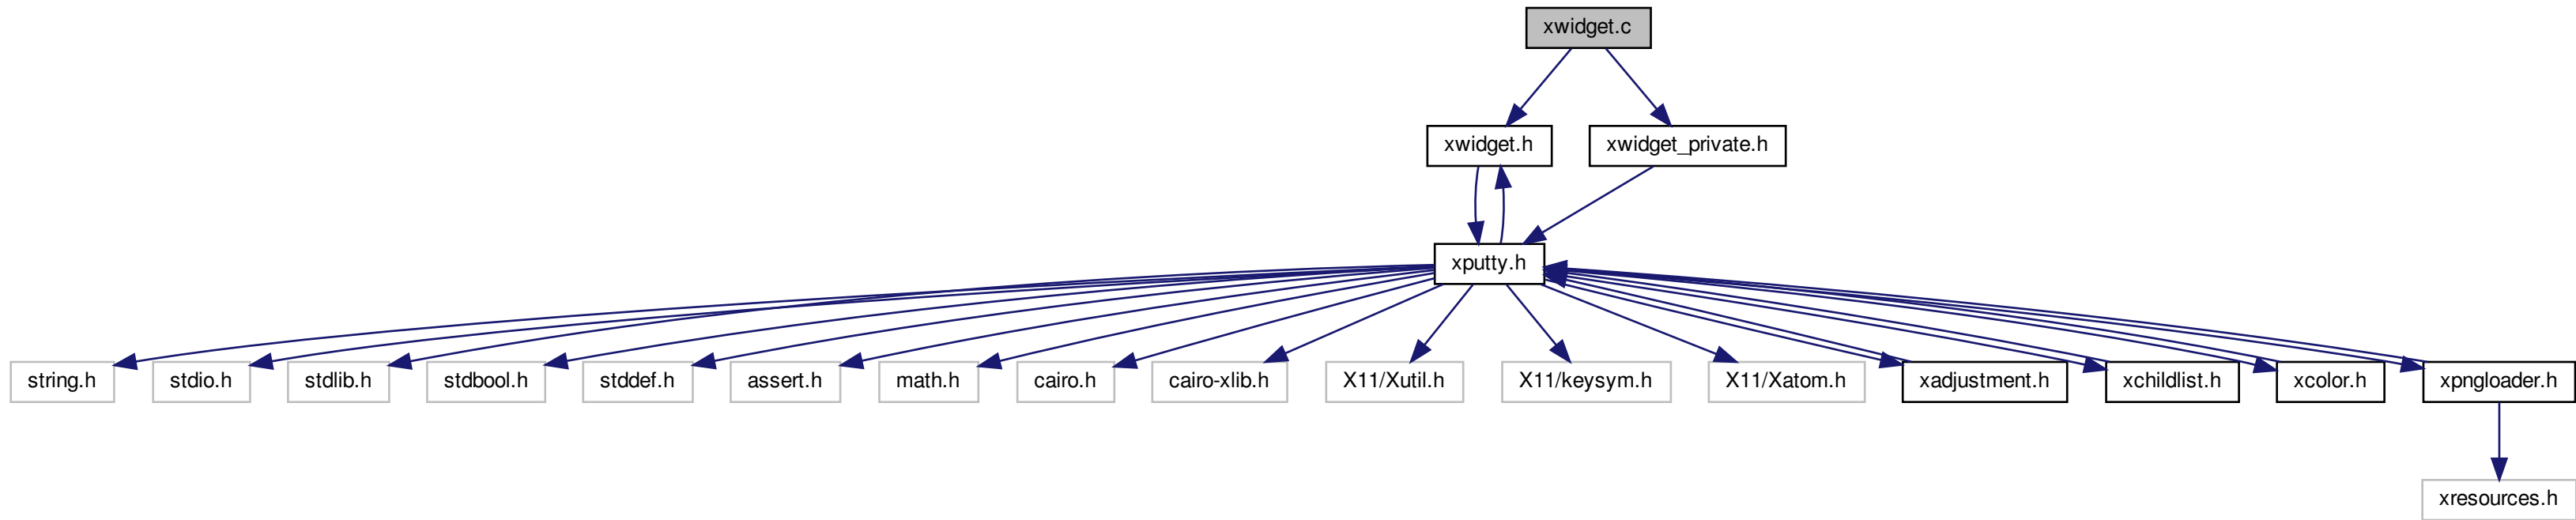 xwidget.c
xwidget.h
xwidget_private.h
xputty.h
string.h
stdio.h
stdlib.h
stdbool.h
stddef.h
assert.h
math.h
cairo.h
cairo-xlib.h
X11/Xutil.h
X11/keysym.h
X11/Xatom.h
xadjustment.h
xchildlist.h
xcolor.h
xpngloader.h
xresources.h